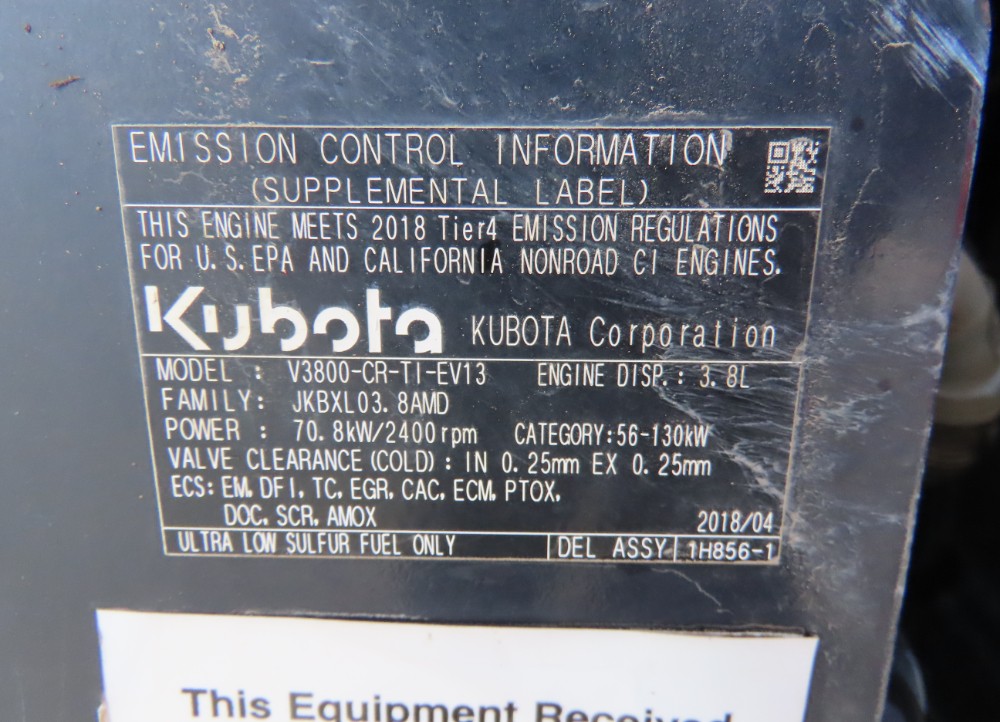 EMISSION CONTROL INFORMATION
(SUPPLEMENTAL LABEL)
THIS ENGINE MEETS 2018 Tier4 EMISSION REGULATIONS
FOR U.S.EPA AND CALIFORNIA NONROAD CI ENGINES.
Kubota KUBOTA Corporation
MODEL : V3800-CR-TI-EV13 ENGINE DISP.: 3.8L
FAMILY: JKBXL03.8AMD
POWER : 70.8kW/2400rpm CATEGORY:56-130kW
VALVE CLEARANCE(COLD): IN 0.25mm EX 0.25mm
ECS: EM, DFI, TC, EGR, CAC, ECM, PTOX,
DOC, SCR, AMOX 2018/04
ULTRA LOW SULFUR FUEL ONLY DEL ASSY 1H856-1
This Equipment Received